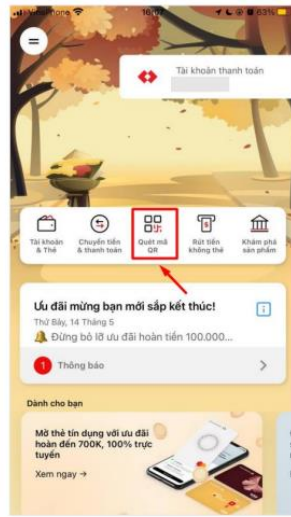 VinaPhone
63%
Tài khoản thanh toán
Tài khoản
& Thẻ
Chuyển tiền
& thanh toán
Quét mã
QR
Rút tiền
không thẻ
Khám phá
sản phẩm
Ưu đãi mừng bạn mới sắp kết thúc!
Thứ Bảy, 14 Tháng 5
Đừng bỏ lỡ ưu đãi hoàn tiền 100.000...
1 Thông báo
Dành cho bạn
Mở thẻ tín dụng với ưu đãi
hoàn đến 700K, 100% trực
tuyến
Xem ngay →